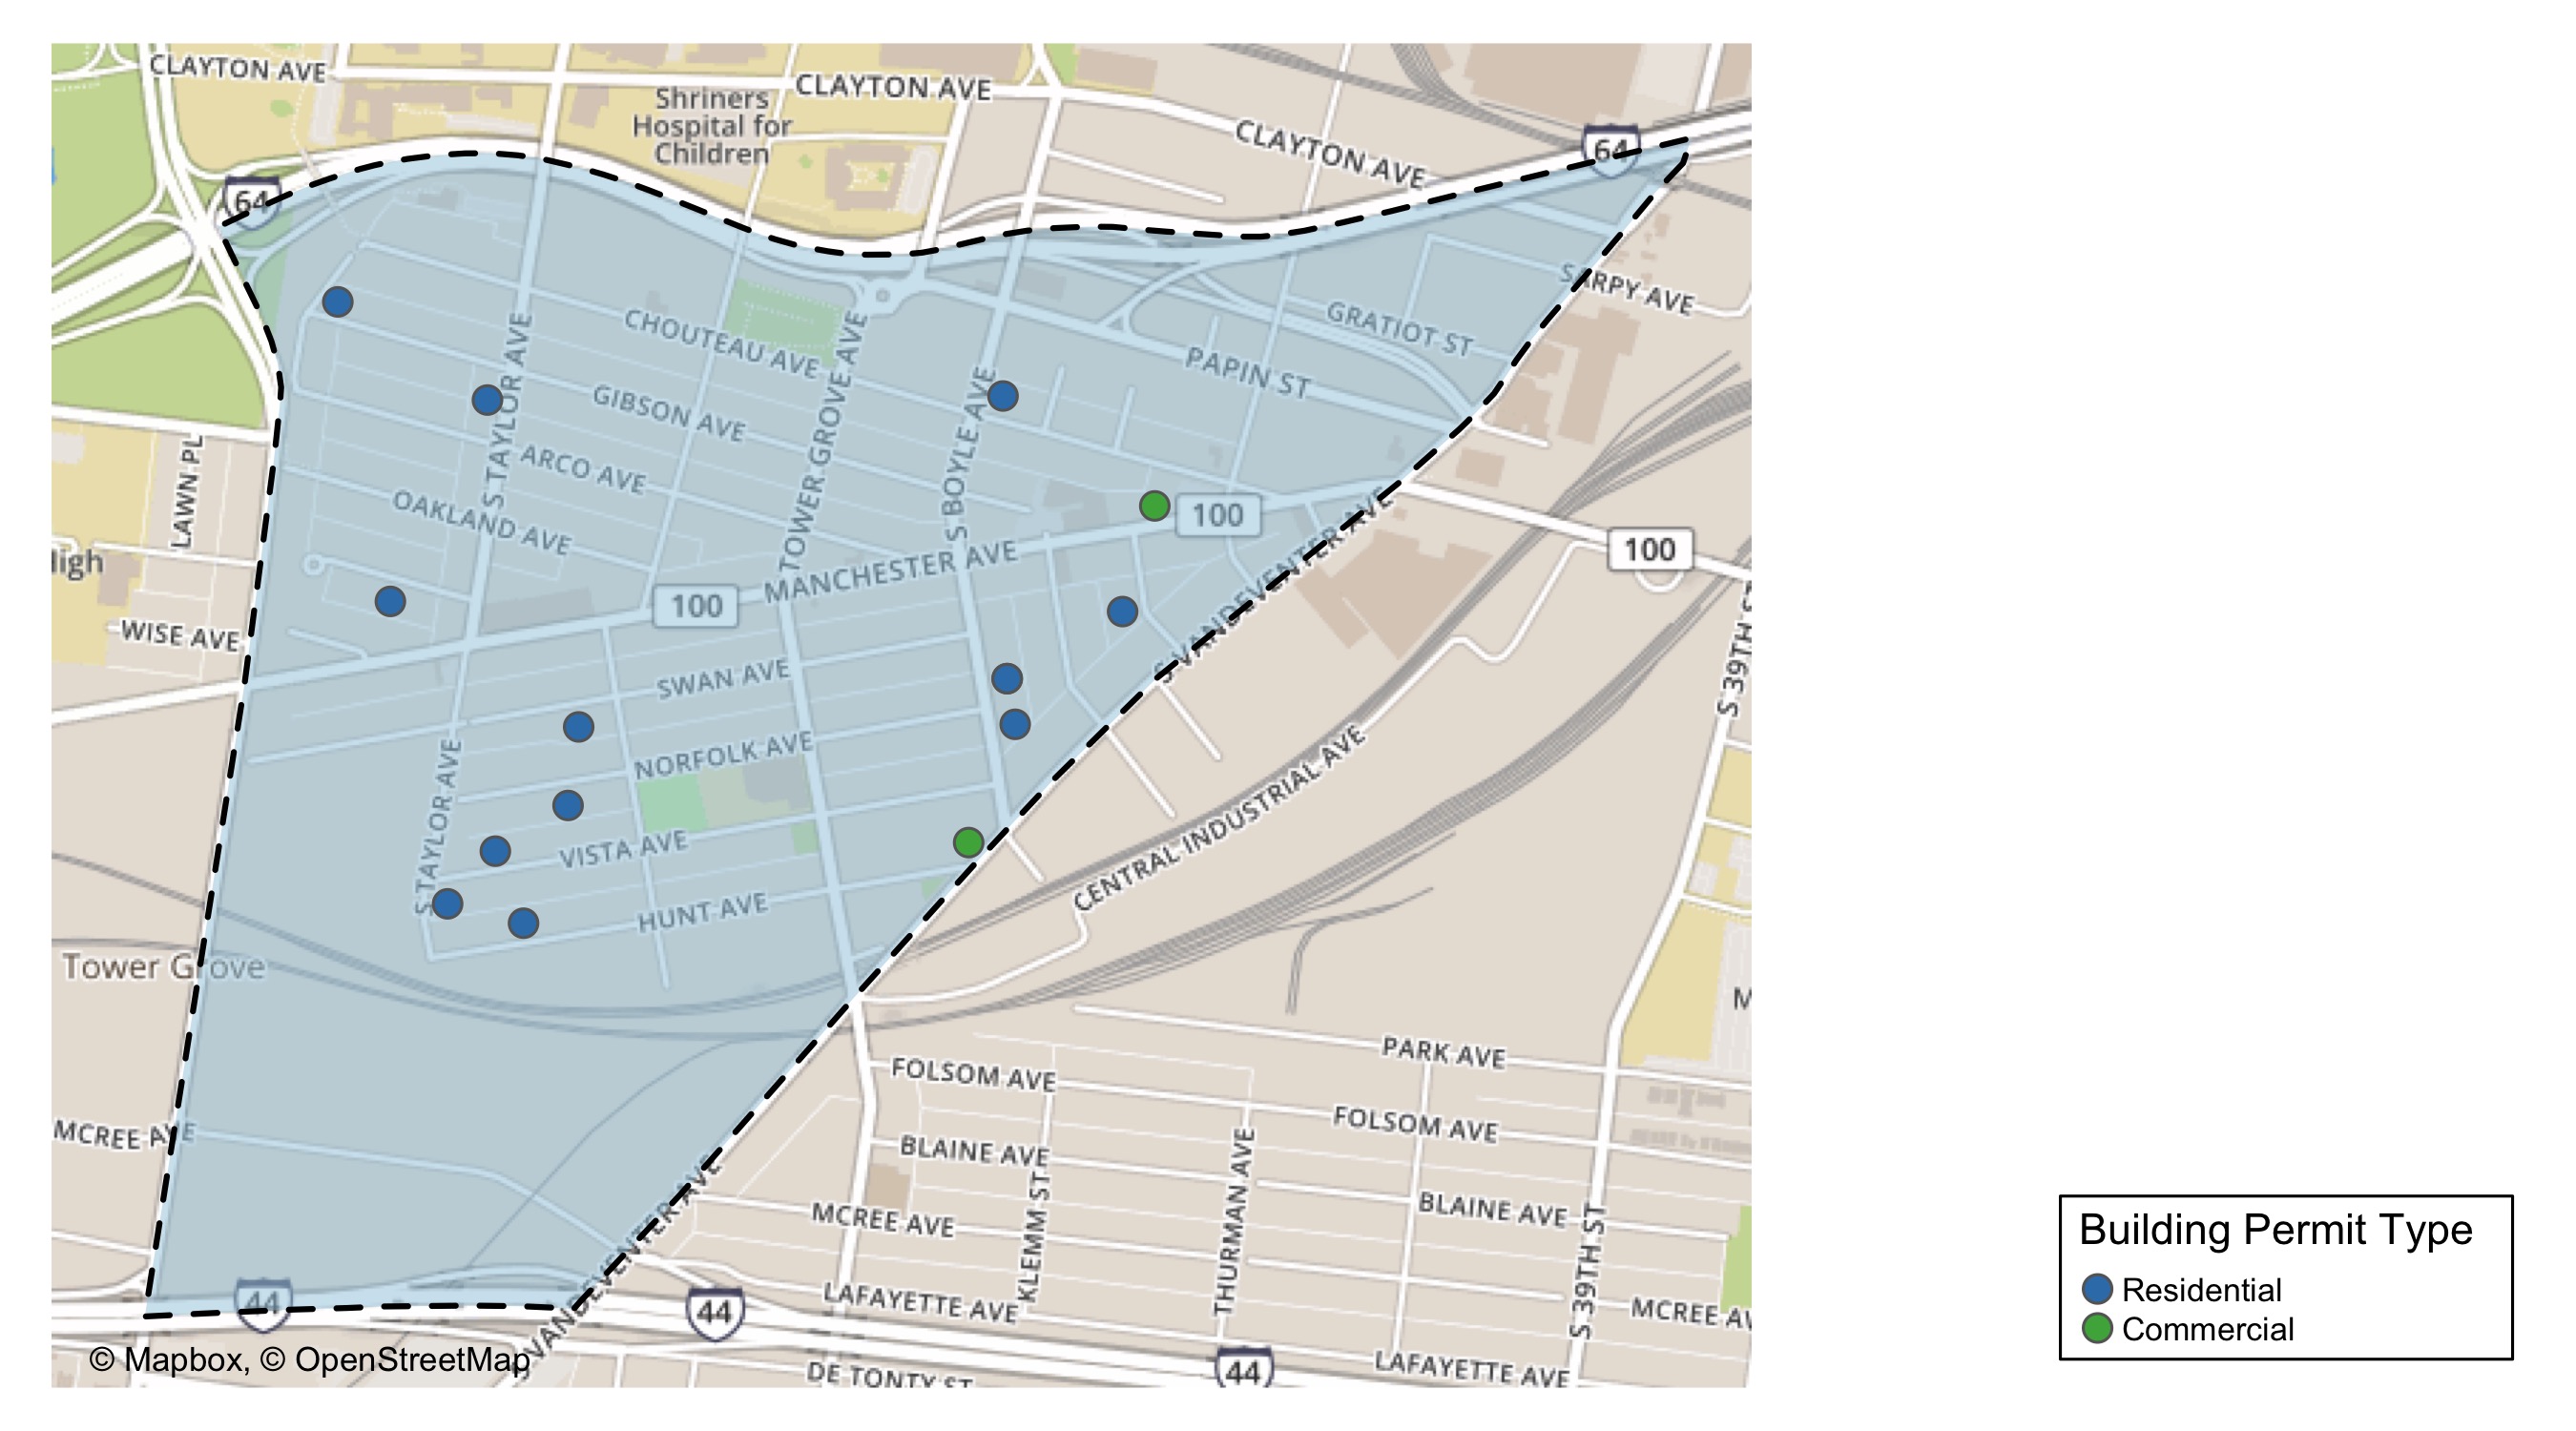 CLAYTON AVE
CLAYTON AVE
Shriners
Hospital for
Children
CLAYTON AVE
64
64
SARPY AVE
GRATIOT ST
CHOUTEAU AVE
PAPIN ST
GIBSON AVE
S TAYLOR AVE
TOWER GROVE AVE
S BOYLE AVE
ARCO AVE
LAWN PL
OAKLAND AVE
100
100
MANCHESTER AVE
100
S VANDEVENTER AVE
WISE AVE
SWAN AVE
S 39TH ST
NORFOLK AVE
S TAYLOR AVE
VISTA AVE
CENTRAL INDUSTRIAL AVE
HUNT AVE
Tower Grove
PARK AVE
FOLSOM AVE
FOLSOM AVE
MCREE AVE
BLAINE AVE
KLEMM ST
THURMAN AVE
BLAINE AVE
MCREE AVE
S 39TH ST
S VANDEVENTER AVE
LAFAYETTE AVE
44
44
MCREE AV
44
LAFAYETTE AVE
DE TONTY ST
S VANDEVENTER AVE
© Mapbox, © OpenStreetMap
Building Permit Type
Residential
Commercial